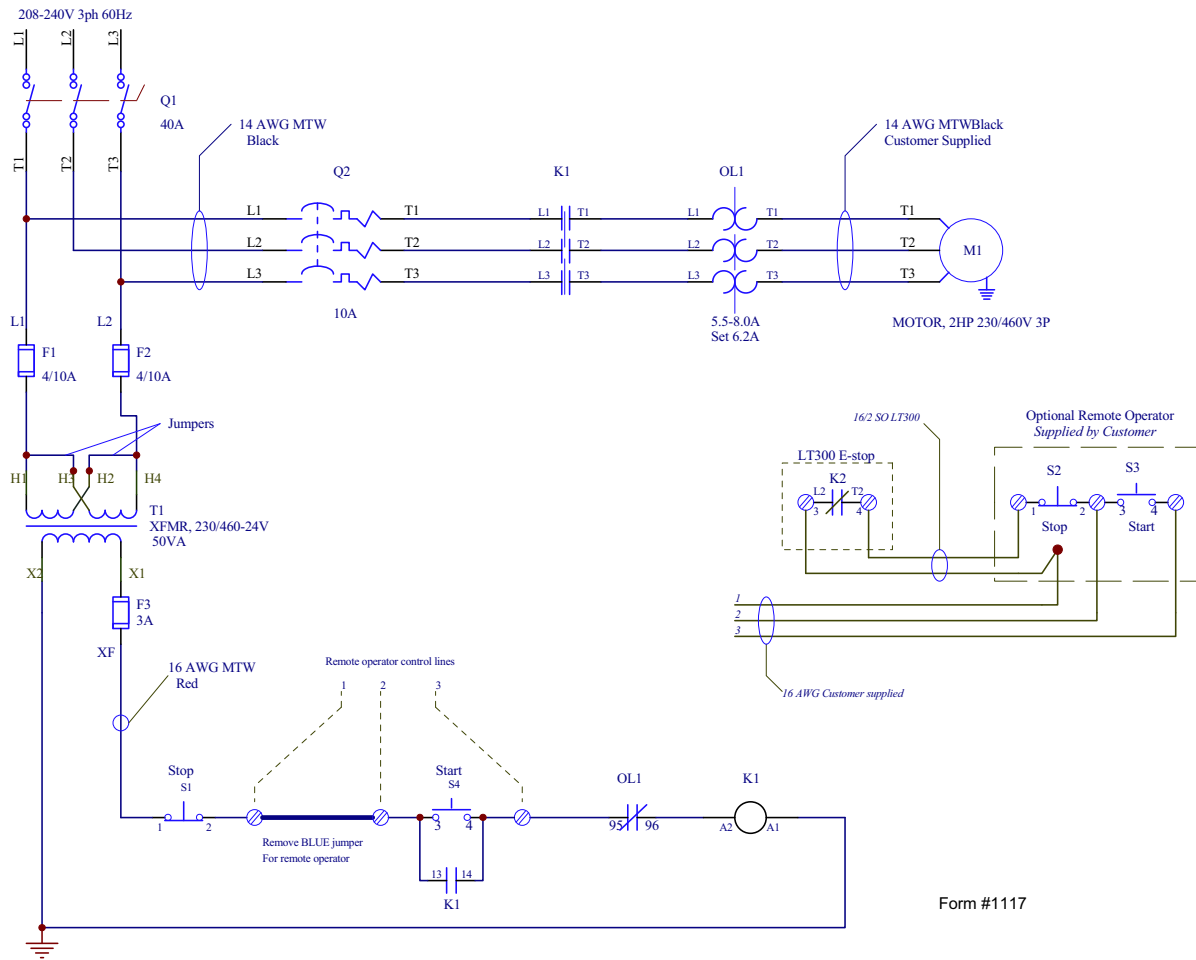 208-240V 3ph 60Hz
L1
L2
L3
Q1
40A
T1
T2
T3
14 AWG MTW
Black
Q2
K1
OL1
14 AWG MTWBlack
Customer Supplied
L1
T1
L1
T1
L1
T1
T1
L2
T2
L2
T2
L2
T2
T2
M1
L3
T3
L3
T3
L3
T3
T3
10A
5.5-8.0A
Set 6.2A
MOTOR, 2HP 230/460V 3P
L1
L2
F1
4/10A
F2
4/10A
Jumpers
H1
H3
H2
H4
T1
XFMR, 230/460-24V
50VA
X2
X1
F3
3A
XF
16 AWG MTW
Red
16/2 SO LT300
Optional Remote Operator
Supplied by Customer
LT300 E-stop
K2
L2
T2
3
4
S2
S3
1
2
3
4
Stop
Start
1
2
3
16 AWG Customer supplied
Remote operator control lines
1
2
3
Stop
S1
1
2
Remove BLUE jumper
For remote operator
Start
S4
3
4
13
14
K1
OL1
95
96
K1
A2
A1
Form #1117